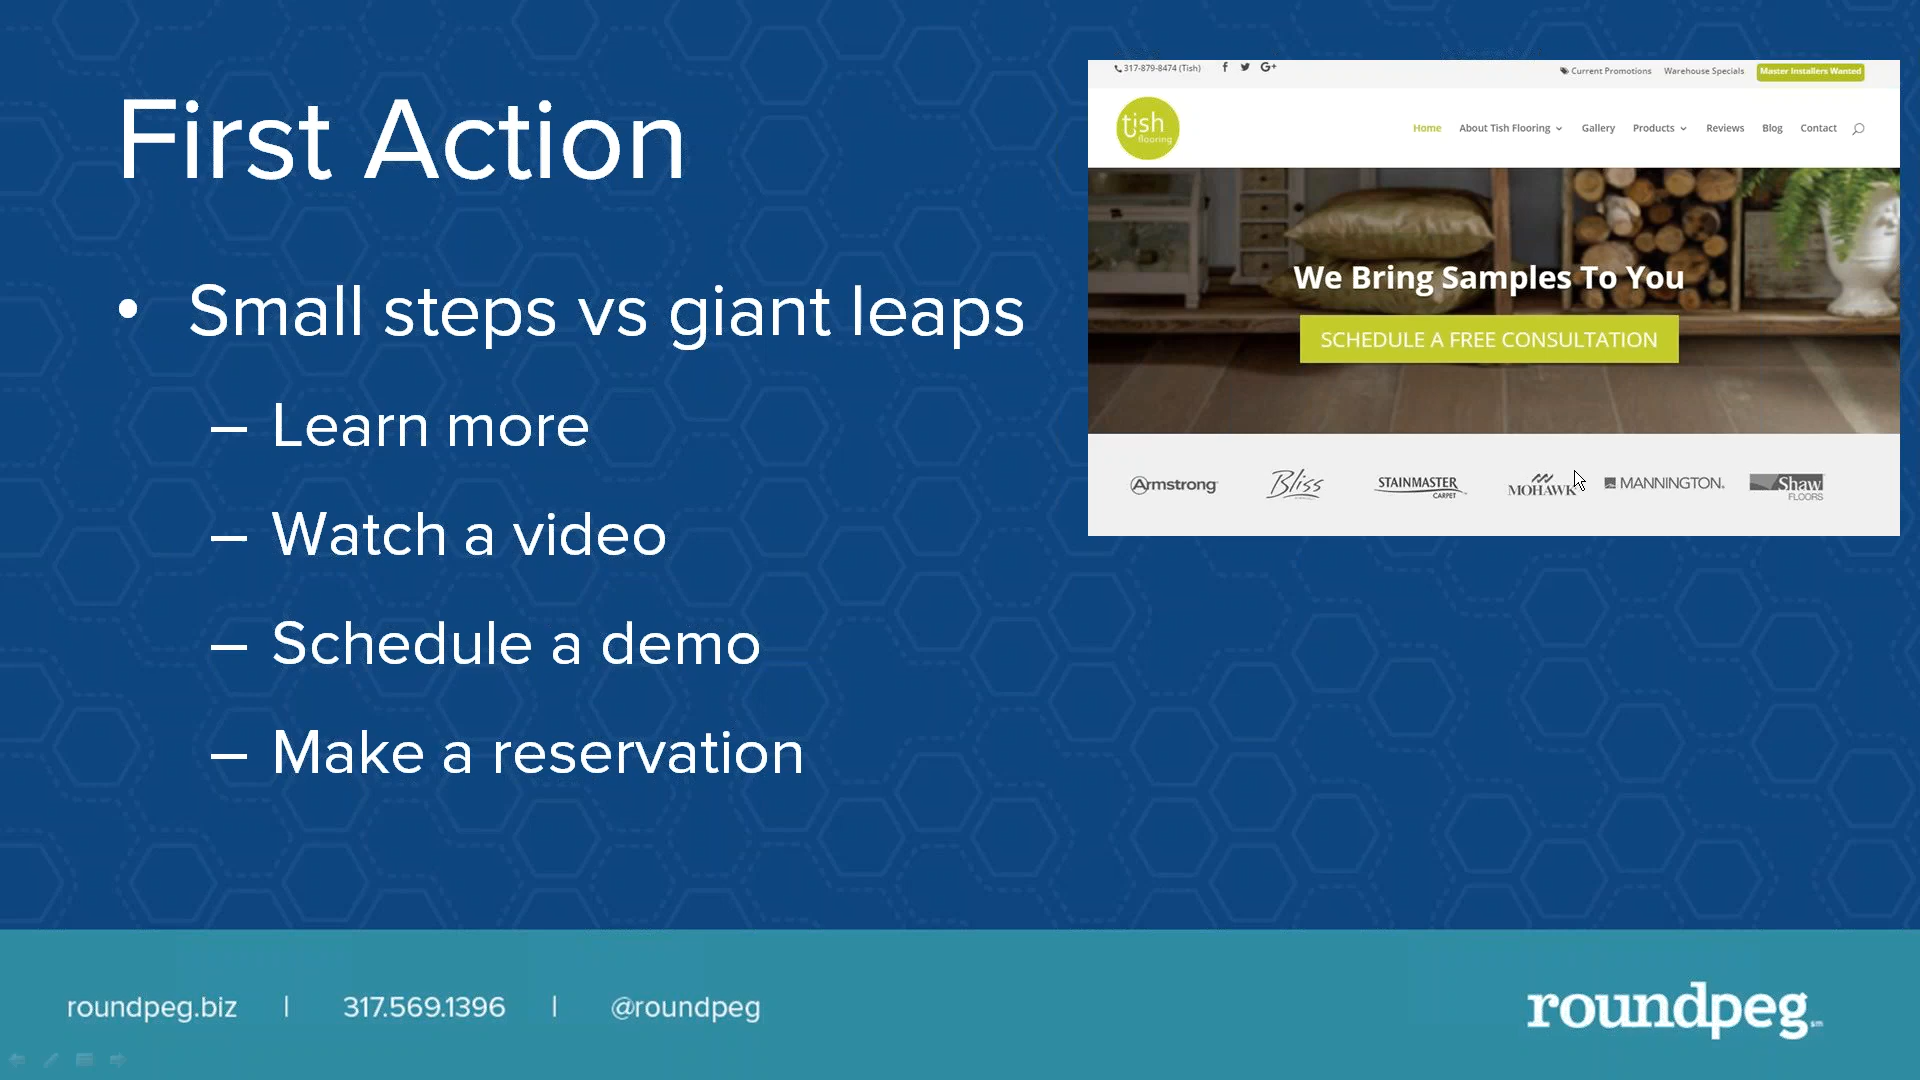 First Action
• Small steps vs giant leaps
– Learn more
– Watch a video
– Schedule a demo
– Make a reservation
317-879-8474 (Tish)
Current Promotions
Warehouse Specials
Master Installers Wanted
tish
flooring
Home
About Tish Flooring
Gallery
Products
Reviews
Blog
Contact
We Bring Samples To You
SCHEDULE A FREE CONSULTATION
Armstrong
Bliss
STAINMASTER
CARPET
MOHAWK
MANNINGTON
Shaw
FLOORS
roundpeg.biz | 317.569.1396 | @roundpeg
roundpeg